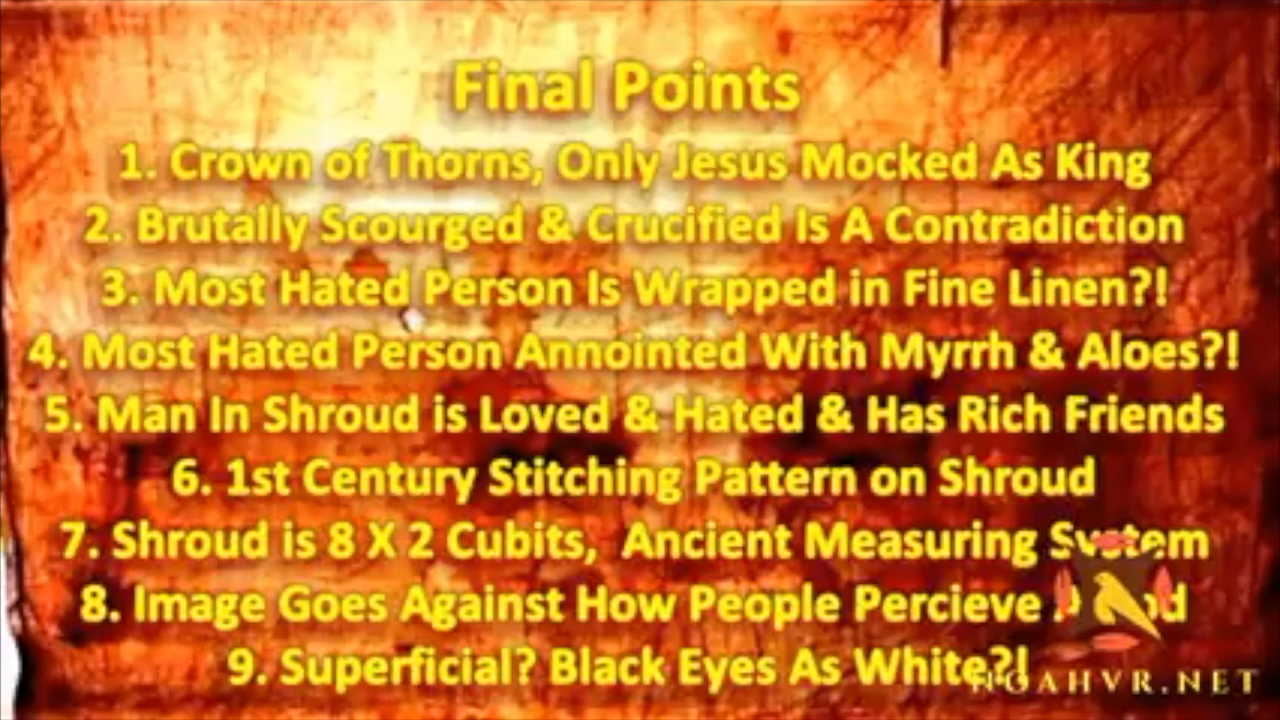 Final Points
1. Crown of Thorns, Only Jesus Mocked As King
2. Brutally Scourged & Crucified Is A Contradiction
3. Most Hated Person Is Wrapped in Fine Linen?!
4. Most Hated Person Annointed With Myrrh & Aloes?!
5. Man In Shroud is Loved & Hated & Has Rich Friends
6. 1st Century Stitching Pattern on Shroud
7. Shroud is 8 X 2 Cubits, Ancient Measuring System
8. Image Goes Against How People Percieve
9. Superficial? Black Eyes As White?!
NOAHVR.NET